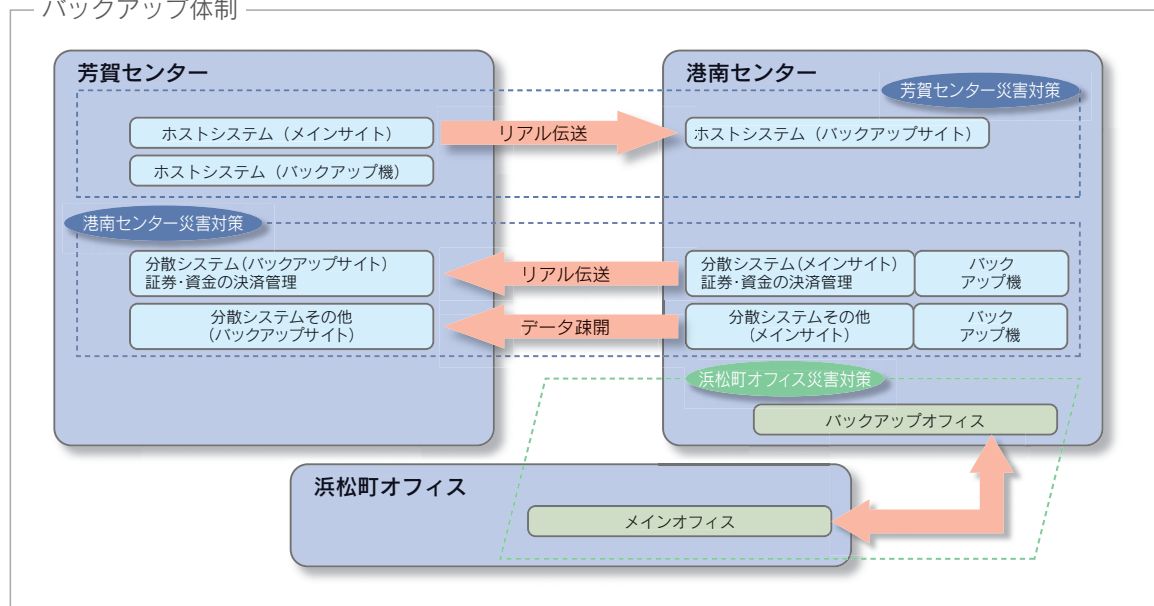 バックアップ体制
芳賀センター
港南センター
芳賀センター災害対策
ホストシステム（メインサイト）
リアル伝送
ホストシステム（バックアップサイト）
ホストシステム（バックアップ機）
港南センター災害対策
分散システム（バックアップサイト）
証券・資金の決済管理
リアル伝送
分散システム（メインサイト）
証券・資金の決済管理
バック
アップ機
分散システムその他
（バックアップサイト）
データ疎開
分散システムその他
（メインサイト）
バック
アップ機
浜松町オフィス災害対策
バックアップオフィス
浜松町オフィス
メインオフィス